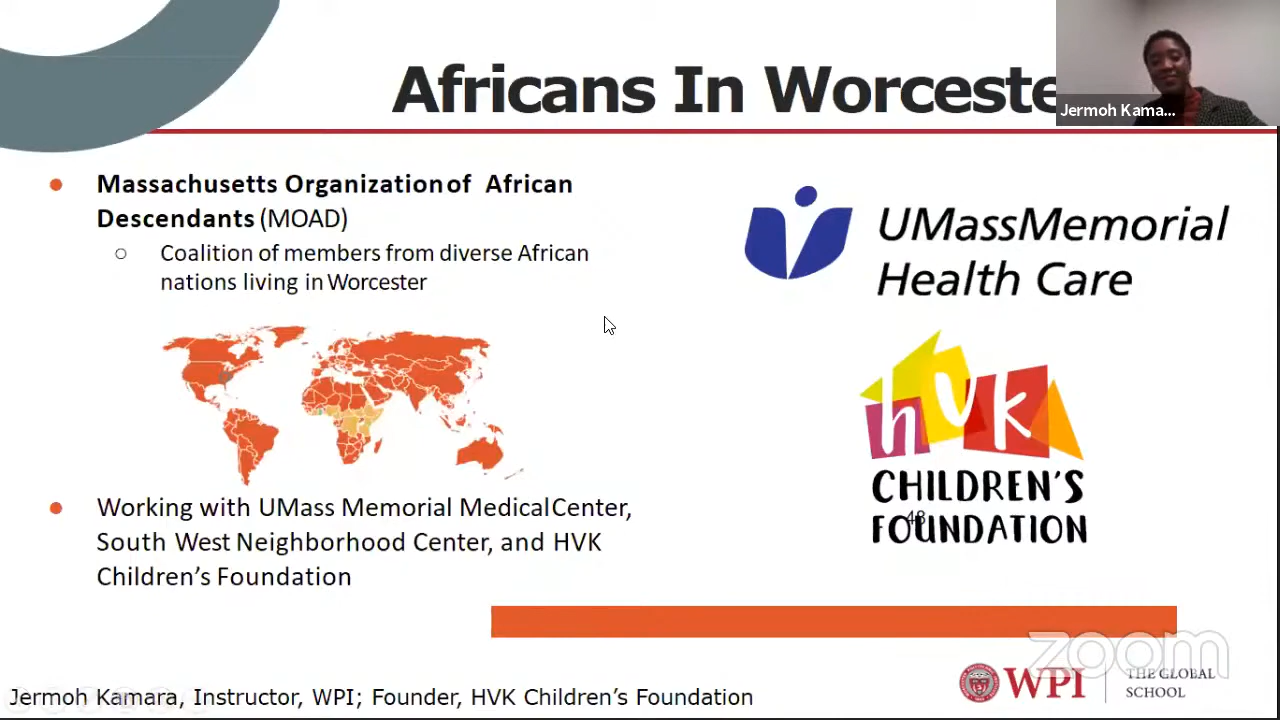 Africans In Worceste
Jermoh Kama...
Massachusetts Organization of African
Descendants (MOAD)
Coalition of members from diverse African
nations living in Worcester
UMassMemorial
Health Care
hvk
CHILDREN'S
FOUNDATION
48
Working with UMass Memorial Medical Center,
South West Neighborhood Center, and HVK
Children's Foundation
zoom
WPI
THE GLOBAL
SCHOOL
Jermoh Kamara, Instructor, WPI; Founder, HVK Children's Foundation